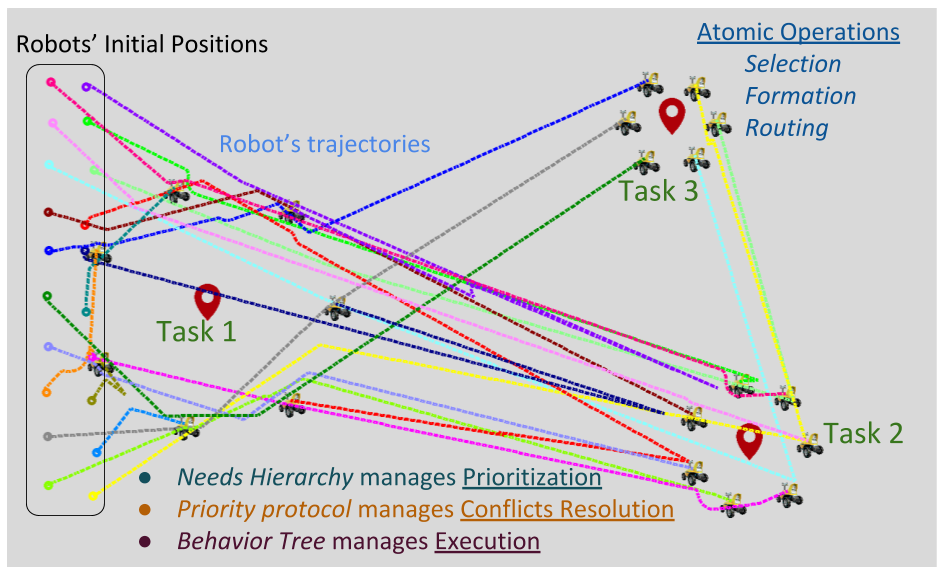 Robots' Initial Positions
Atomic Operations
Selection
Formation
Routing
Robot's trajectories
Task 3
Task 1
Task 2
● Needs Hierarchy manages Prioritization
● Priority protocol manages Conflicts Resolution
● Behavior Tree manages Execution